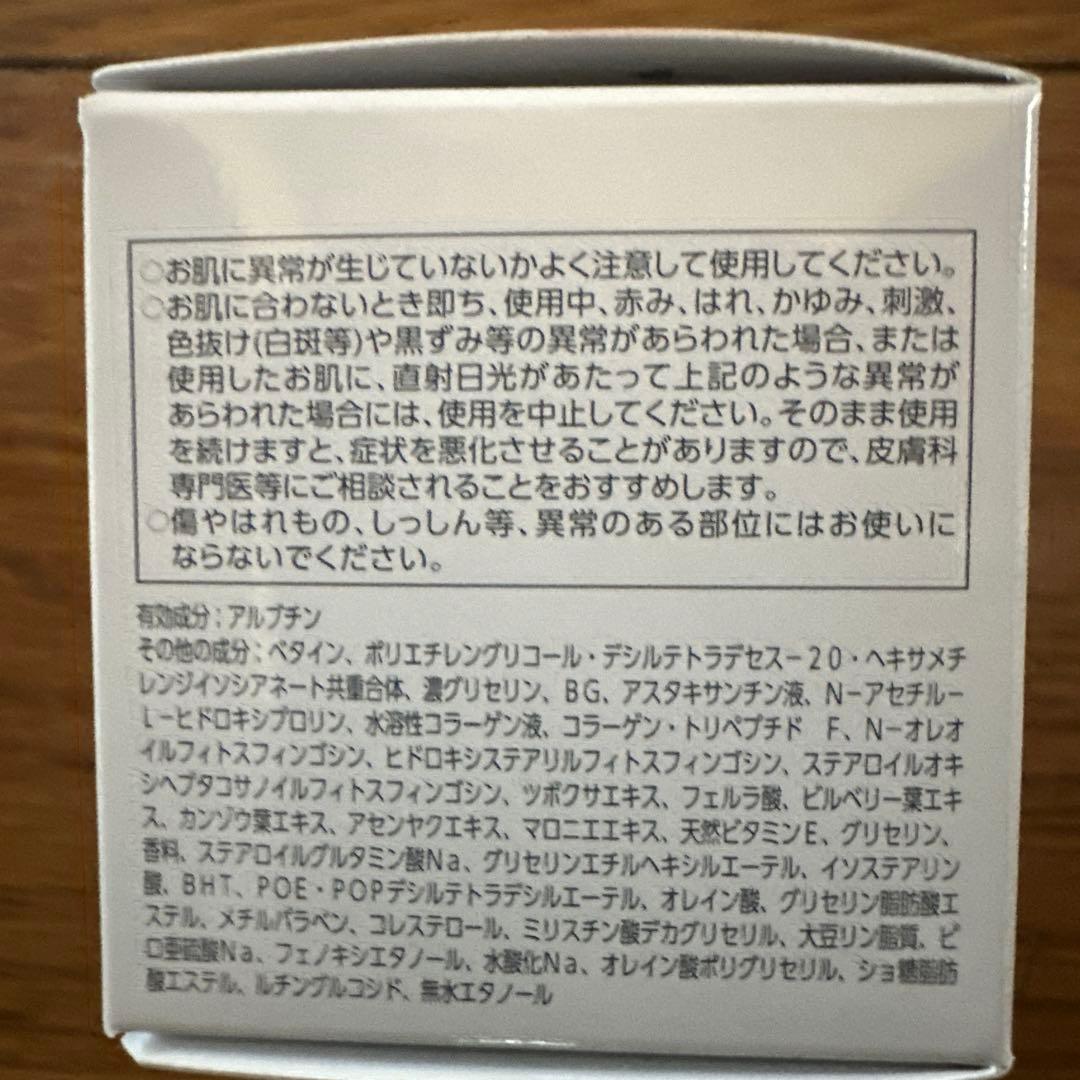 ○お肌に異常が生じていないかよく注意して使用してください。
○お肌に合わないとき即ち、使用中、赤み、はれ、かゆみ、刺激、
色抜け(白斑等)や黒ずみ等の異常があらわれた場合、または
使用したお肌に、直射日光があたって上記のような異常が
あらわれた場合には、使用を中止してください。そのまま使用
を続けますと、症状を悪化させることがありますので、皮膚科
専門医等にご相談されることをおすすめします。
○傷やはれもの、しっしん等、異常のある部位にはお使いに
ならないでください。
有効成分：アルブチン
その他の成分：ベタイン、ポリエチレングリコール・デシルテトラデセスー20・ヘキサメチ
レンジイソシアネート共重合体、濃グリセリン、BG、アスタキサンチン液、N－アセチル－
L－ヒドロキシプロリン、水溶性コラーゲン液、コラーゲン・トリペプチド F、N－オレオ
イルフィトスフィンゴシン、ヒドロキシステアリルフィトスフィンゴシン、ステアロイルオキ
シヘプタコサノイルフィトスフィンゴシン、ツボクサエキス、フェルラ酸、ビルベリー葉エキ
ス、カンゾウ葉エキス、アセンヤクエキス、マロニエエキス、天然ビタミンE、グリセリン、
香料、ステアロイルグルタミン酸Na、グリセリンエチルヘキシルエーテル、イソステアリン
酸、BHT、POE・POPデシルテトラデシルエーテル、オレイン酸、グリセリン脂肪酸エ
ステル、メチルパラベン、コレステロール、ミリスチン酸デカグリセリル、大豆リン脂質、ピ
ロ亜硫酸Na、フェノキシエタノール、水酸化Na、オレイン酸ポリグリセリル、ショ糖脂肪
酸エステル、ルチングルコシド、無水エタノール